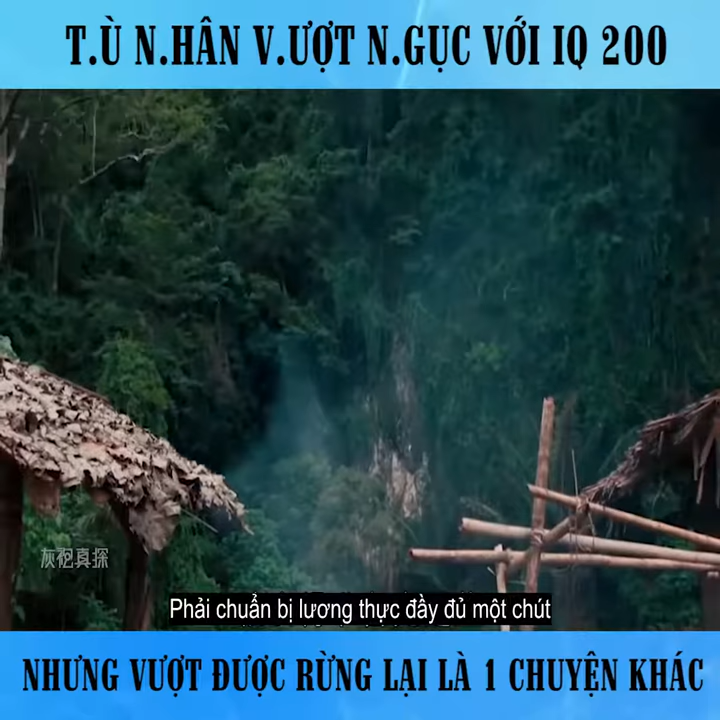 T.Ù N.HÂN V.ƯỢT N.GỤC VỚI IQ 200
灰袍真探
Phải chuẩn bị lương thực đầy đủ một chút
NHƯNG VƯỢT ĐƯỢC RỪNG LẠI LÀ 1 CHUYỆN KHÁC